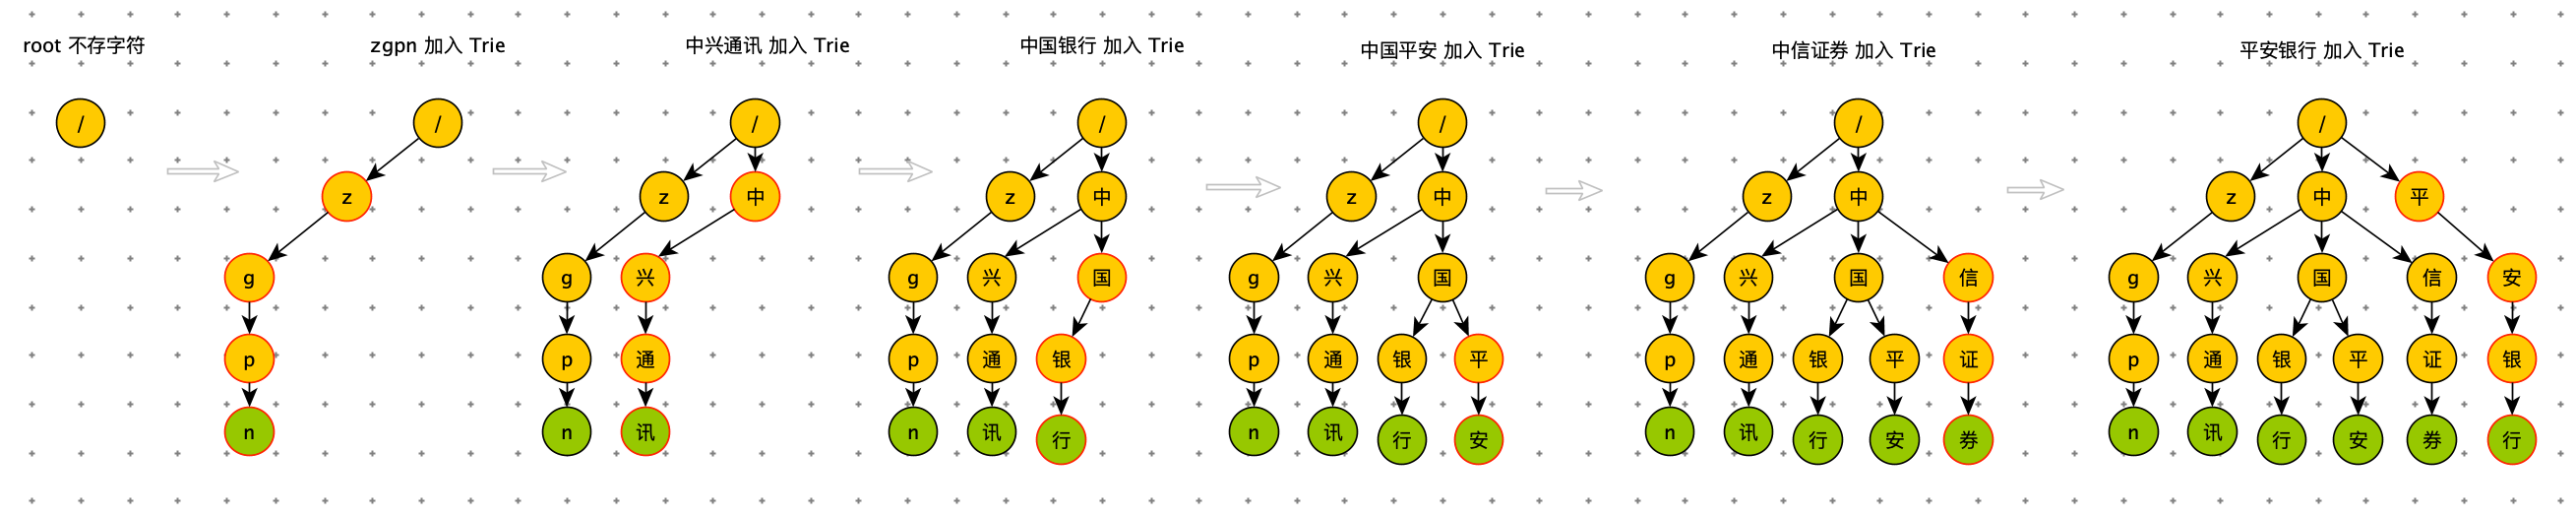 root 不存字符
zgpn 加入 Trie
中兴通讯 加入 Trie
中国银行 加入 Trie
中国平安 加入 Trie
中信证券 加入 Trie
平安银行 加入 Trie
/
/
z
g
p
n
/
z 中
g 兴
p 通
n 讯
/
z 中
g 兴 国
p 通 银
n 讯 行
/
z 中
g 兴 国
p 通 银 平
n 讯 行 安
/
z 中
g 兴 国 信
p 通 银 平 证
n 讯 行 安 券
/
z 中 平
g 兴 国 信 安
p 通 银 平 证 银
n 讯 行 安 券 行